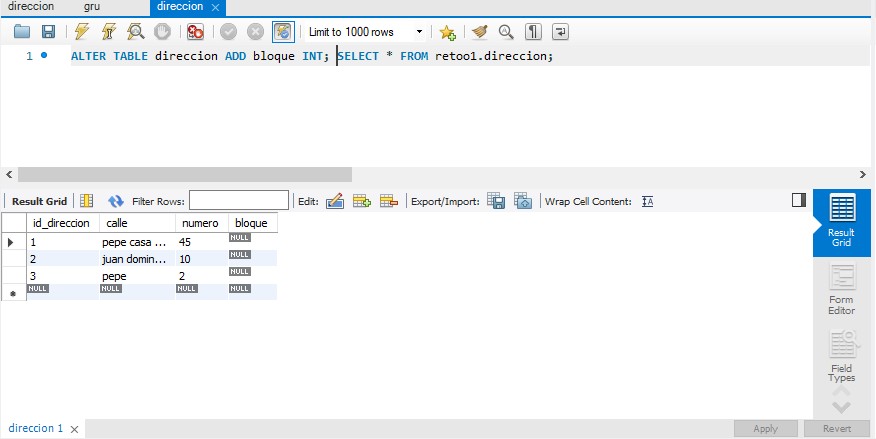 direccion gru direccion
Limit to 1000 rows
1 ALTER TABLE direccion ADD bloque INT; SELECT * FROM retoo1.direccion;
Result Grid Filter Rows: Edit: Export/Import: Wrap Cell Content:
id_direccion calle numero bloque
1 pepe casa ... 45 NULL
2 juan domin... 10 NULL
3 pepe 2 NULL
NULL NULL NULL NULL
Result
Grid
Form
Editor
Field
Types
direccion 1 Apply Revert